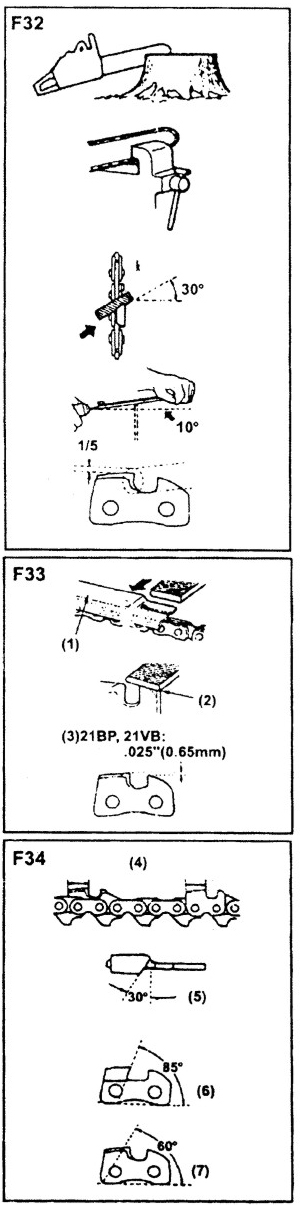 F32
30°
10°
1/5
F33
(1)
(2)
(3)21BP, 21VB:
.025"(0.65mm)
F34
(4)
30°
(5)
85°
(6)
60°
(7)